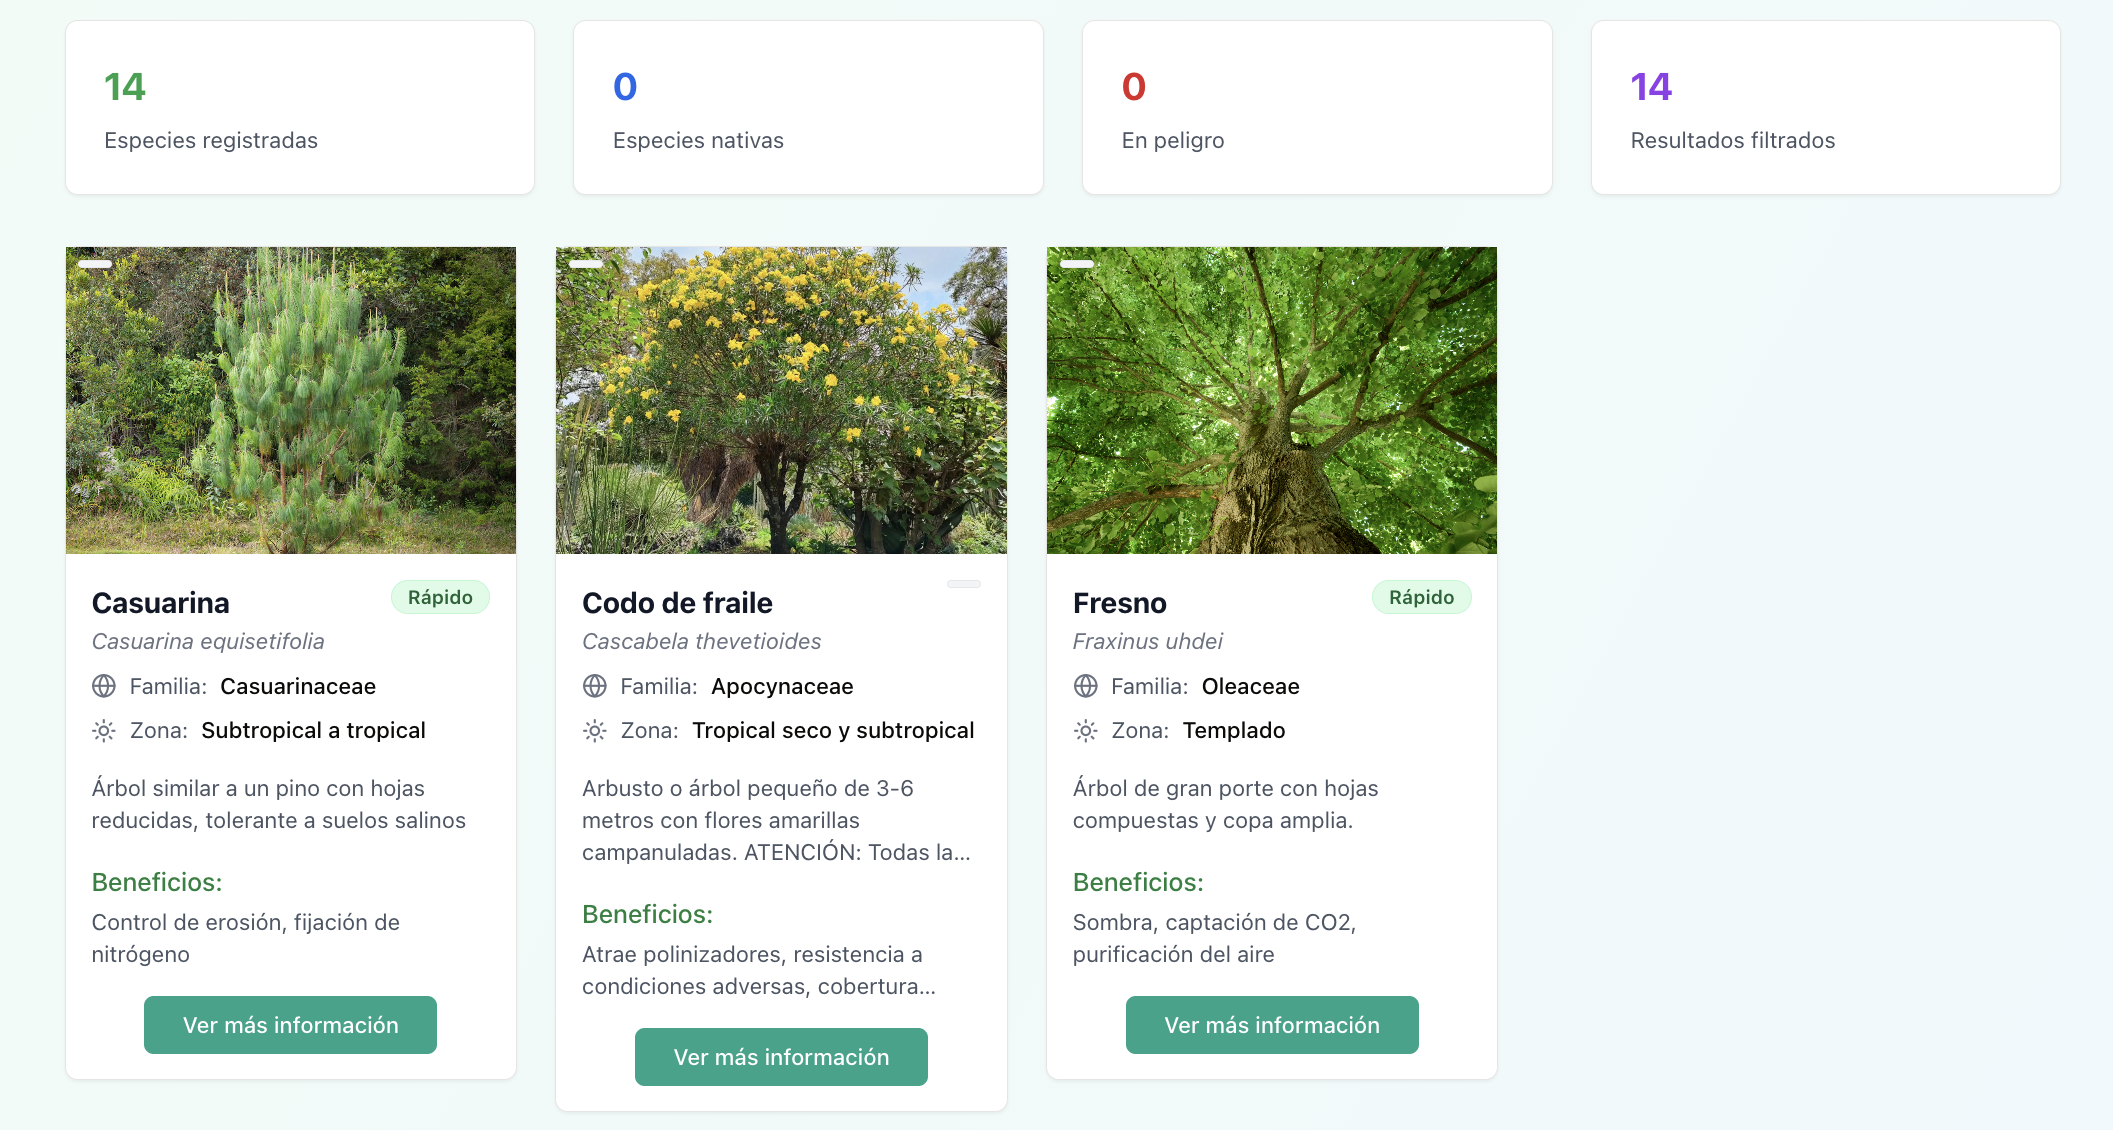 14
Especies registradas
0
Especies nativas
0
En peligro
14
Resultados filtrados
Casuarina
Rápido
Casuarina equisetifolia
Familia: Casuarinaceae
Zona: Subtropical a tropical
Árbol similar a un pino con hojas
reducidas, tolerante a suelos salinos
Beneficios:
Control de erosión, fijación de
nitrógeno
Ver más información
Codo de fraile
Cascabela thevetioides
Familia: Apocynaceae
Zona: Tropical seco y subtropical
Arbusto o árbol pequeño de 3-6
metros con flores amarillas
campanuladas. ATENCIÓN: Todas la...
Beneficios:
Atrae polinizadores, resistencia a
condiciones adversas, cobertura...
Ver más información
Fresno
Rápido
Fraxinus uhdei
Familia: Oleaceae
Zona: Templado
Árbol de gran porte con hojas
compuestas y copa amplia.
Beneficios:
Sombra, captación de CO2,
purificación del aire
Ver más información